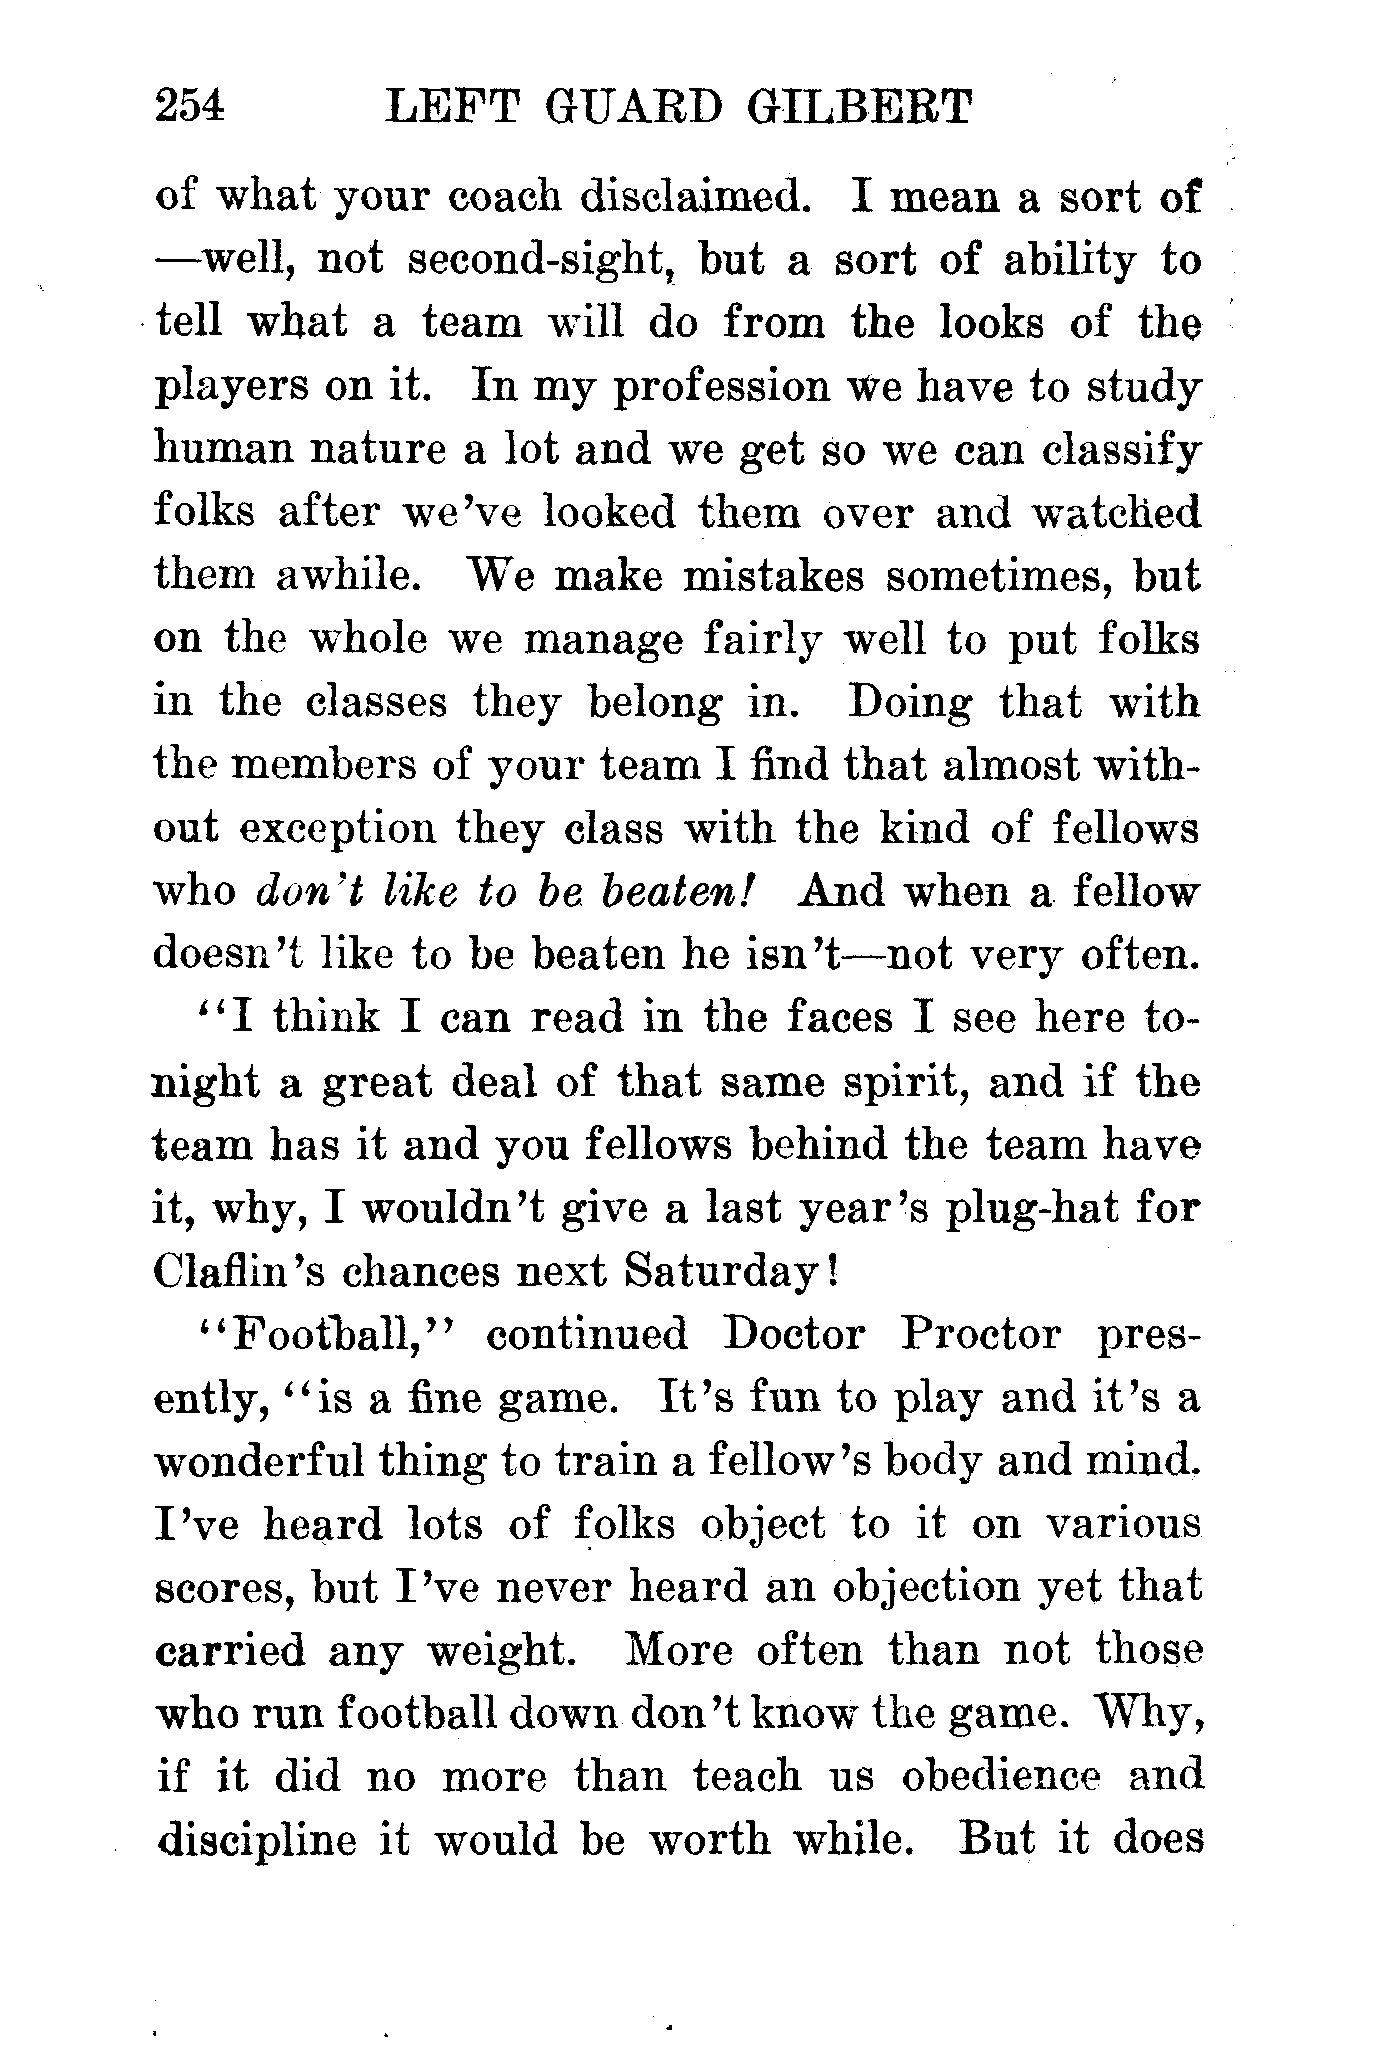 254 LEFT GUARD GILBERT
of what your coach disclaimed. I mean a sort of
—well, not second-sight, but a sort of ability to
tell what a team will do from the looks of the
players on it. In my profession we have to study
human nature a lot and we get so we can classify
folks after we've looked them over and watched
them awhile. We make mistakes sometimes, but
on the whole we manage fairly well to put folks
in the classes they belong in. Doing that with
the members of your team I find that almost with-
out exception they class with the kind of fellows
who don't like to be beaten! And when a fellow
doesn't like to be beaten he isn't—not very often.
"I think I can read in the faces I see here to-
night a great deal of that same spirit, and if the
team has it and you fellows behind the team have
it, why, I wouldn't give a last year's plug-hat for
Claflin's chances next Saturday!
"Football," continued Doctor Proctor pres-
ently, "is a fine game. It's fun to play and it's a
wonderful thing to train a fellow's body and mind.
I've heard lots of folks object to it on various
scores, but I've never heard an objection yet that
carried any weight. More often than not those
who run football down don't know the game. Why,
if it did no more than teach us obedience and
discipline it would be worth while. But it does